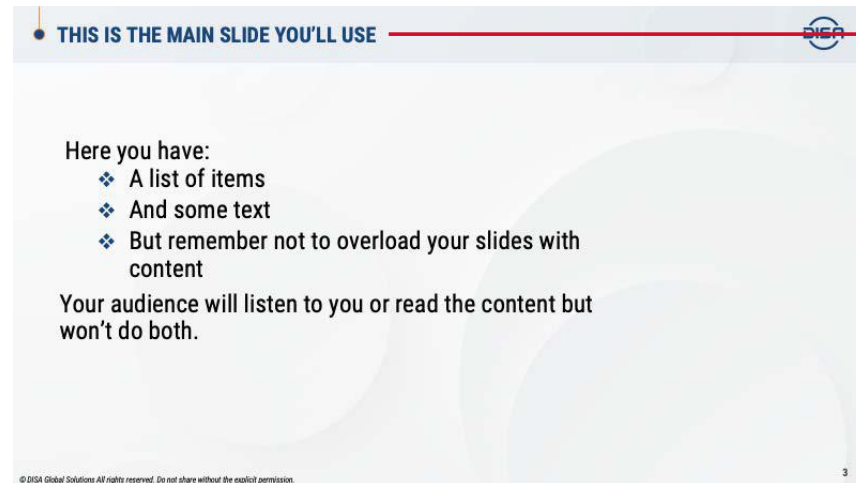 THIS IS THE MAIN SLIDE YOU’LL USE
DISA
Here you have:
❖ A list of items
❖ And some text
❖ But remember not to overload your slides with
content
Your audience will listen to you or read the content but
won’t do both.
© DISA Global Solutions All rights reserved. Do not share without the explicit permission.
3